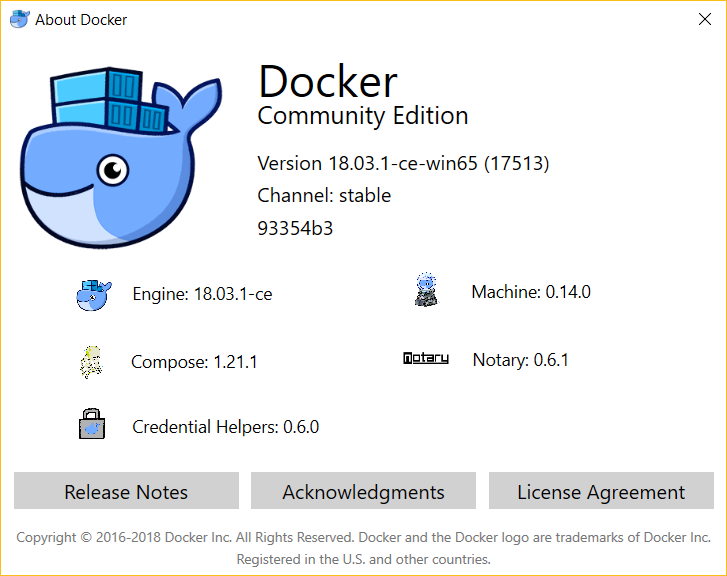 About Docker
Docker
Community Edition
Version 18.03.1-ce-win65 (17513)
Channel: stable
93354b3
Engine: 18.03.1-ce
Machine: 0.14.0
Compose: 1.21.1
Notary
Notary: 0.6.1
Credential Helpers: 0.6.0
Release Notes
Acknowledgments
License Agreement
Copyright © 2016-2018 Docker Inc. All Rights Reserved. Docker and the Docker logo are trademarks of Docker Inc.
Registered in the U.S. and other countries.